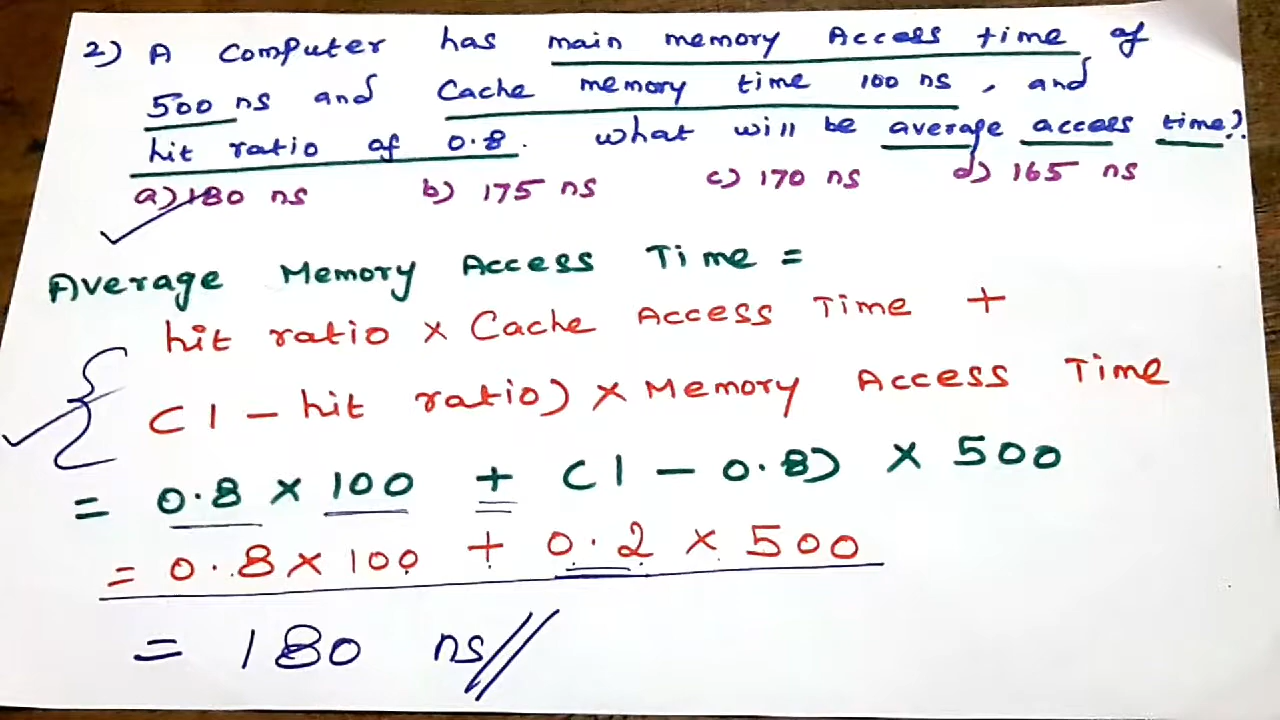 2) A Computer has main memory Access time of
500 ns and Cache memory time 100 ns, and
hit ratio of 0.8. what will be average access time?
a) 180 ns b) 175 ns c) 170 ns d) 165 ns
Average Memory Access Time =
hit ratio x Cache Access Time +
(1 - hit ratio) x Memory Access Time
= 0.8 x 100 + (1 - 0.8) x 500
= 0.8 x 100 + 0.2 x 500
= 180 ns//